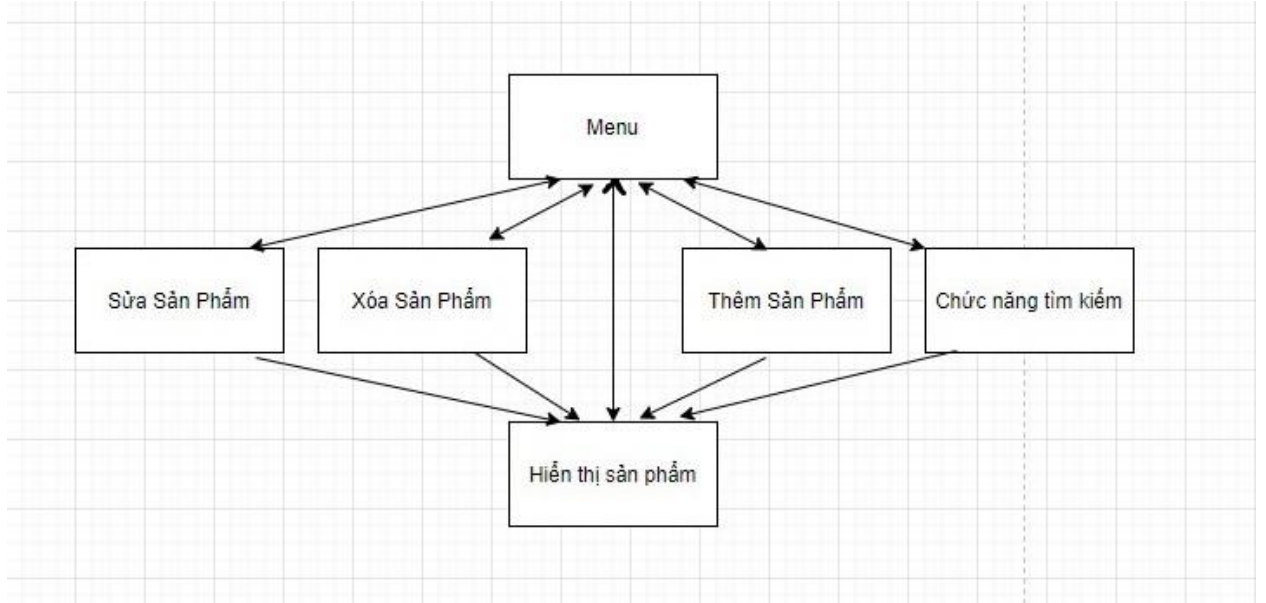 Menu
Sửa Sản Phẩm
Xóa Sản Phẩm
Thêm Sản Phẩm
Chức năng tìm kiếm
Hiển thị sản phẩm